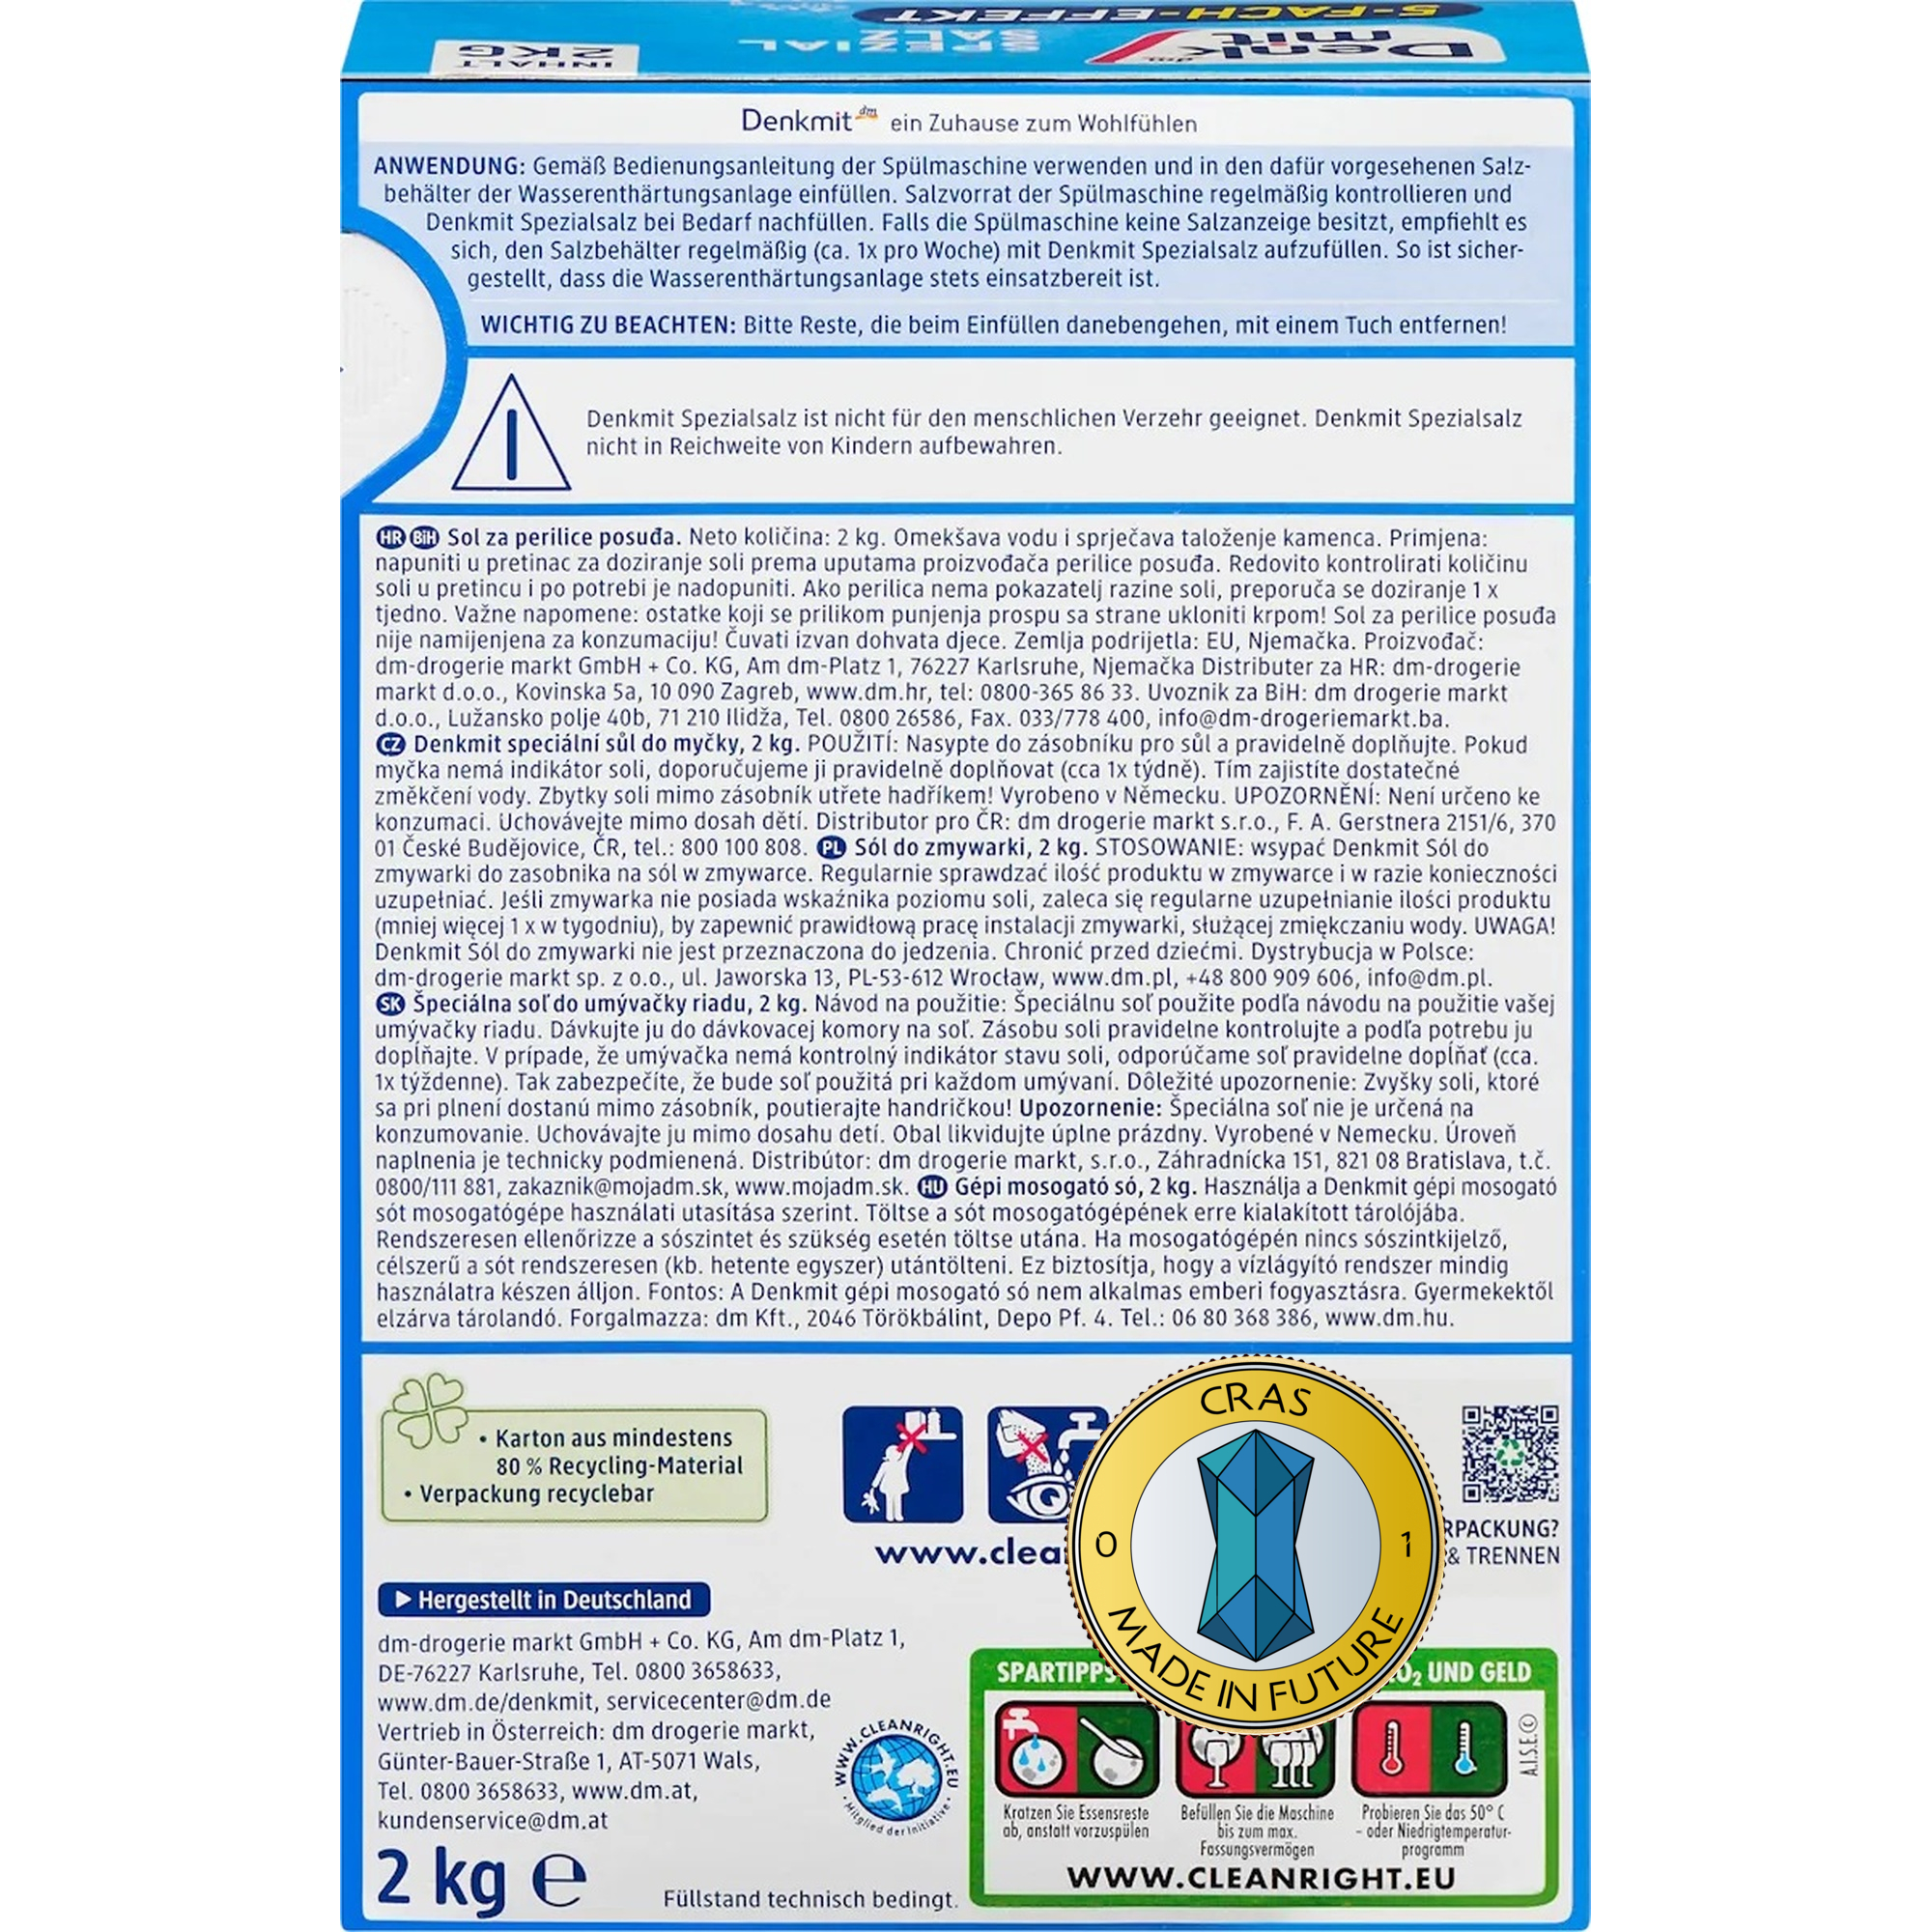 5-FACH-EFFEKT
Denk
mit
dm
SPEZIAL
SALZ
INHALT
2KG
Denkmit dm ein Zuhause zum Wohlfühlen
ANWENDUNG: Gemäß Bedienungsanleitung der Spülmaschine verwenden und in den dafür vorgesehenen Salz-
behälter der Wasserenthärtungsanlage einfüllen. Salzvorrat der Spülmaschine regelmäßig kontrollieren und
Denkmit Spezialsalz bei Bedarf nachfüllen. Falls die Spülmaschine keine Salzanzeige besitzt, empfiehlt es
sich, den Salzbehälter regelmäßig (ca. 1x pro Woche) mit Denkmit Spezialsalz aufzufüllen. So ist sicher-
gestellt, dass die Wasserenthärtungsanlage stets einsatzbereit ist.
WICHTIG ZU BEACHTEN: Bitte Reste, die beim Einfüllen danebengehen, mit einem Tuch entfernen!
Denkmit Spezialsalz ist nicht für den menschlichen Verzehr geeignet. Denkmit Spezialsalz
nicht in Reichweite von Kindern aufbewahren.
HR BiH Sol za perilice posuđa. Neto količina: 2 kg. Omekšava vodu i sprječava taloženje kamenca. Primjena:
napuniti u pretinac za doziranje soli prema uputama proizvođača perilice posuđa. Redovito kontrolirati količinu
soli u pretincu i po potrebi je nadopuniti. Ako perilica nema pokazatelj razine soli, preporuča se doziranje 1 x
tjedno. Važne napomene: ostatke koji se prilikom punjenja prospu sa strane ukloniti krpom! Sol za perilice posuđa
nije namijenjena za konzumaciju! Čuvati izvan dohvata djece. Zemlja podrijetla: EU, Njemačka. Proizvođač:
dm-drogerie markt GmbH + Co. KG, Am dm-Platz 1, 76227 Karlsruhe, Njemačka Distributer za HR: dm-drogerie
markt d.o.o., Kovinska 5a, 10 090 Zagreb, www.dm.hr, tel: 0800-365 86 33. Uvoznik za BiH: dm drogerie markt
d.o.o., Lužansko polje 40b, 71 210 Ilidža, Tel. 0800 26586, Fax. 033/778 400, info@dm-drogeriemarkt.ba.
CZ Denkmit speciální sůl do myčky, 2 kg. POUŽITÍ: Nasypte do zásobníku pro sůl a pravidelně doplňujte. Pokud
myčka nemá indikátor soli, doporučujeme ji pravidelně doplňovat (cca 1x týdně). Tím zajistíte dostatečné
změkčení vody. Zbytky soli mimo zásobník utřete hadříkem! Vyrobeno v Německu. UPOZORNĚNÍ: Není určeno ke
konzumaci. Uchovávejte mimo dosah dětí. Distributor pro ČR: dm drogerie markt s.r.o., F. A. Gerstnera 2151/6, 370
01 České Budějovice, ČR, tel.: 800 100 808. PL Sól do zmywarki, 2 kg. STOSOWANIE: wsypać Denkmit Sól do
zmywarki do zasobnika na sól w zmywarce. Regularnie sprawdzać ilość produktu w zmywarce i w razie konieczności
uzupełniać. Jeśli zmywarka nie posiada wskaźnika poziomu soli, zaleca się regularne uzupełnianie ilości produktu
(mniej więcej 1 x w tygodniu), by zapewnić prawidłową pracę instalacji zmywarki, służącej zmiękczaniu wody. UWAGA!
Denkmit Sól do zmywarki nie jest przeznaczona do jedzenia. Chronić przed dziećmi. Dystrybucja w Polsce:
dm-drogerie markt sp. z o.o., ul. Jaworska 13, PL-53-612 Wrocław, www.dm.pl, +48 800 909 606, info@dm.pl.
SK Špeciálna soľ do umývačky riadu, 2 kg. Návod na použitie: Špeciálnu soľ použite podľa návodu na použitie vašej
umývačky riadu. Dávkujte ju do dávkovacej komory na soľ. Zásobu soli pravidelne kontrolujte a podľa potrebu ju
dopĺňajte. V prípade, že umývačka nemá kontrolný indikátor stavu soli, odporúčame soľ pravidelne dopĺňať (cca.
1x týždenne). Tak zabezpečíte, že bude soľ použitá pri každom umývaní. Dôležité upozornenie: Zvyšky soli, ktoré
sa pri plnení dostanú mimo zásobník, poutierajte handričkou! Upozornenie: Špeciálna soľ nie je určená na
konzumovanie. Uchovávajte ju mimo dosahu detí. Obal likvidujte úplne prázdny. Vyrobené v Nemecku. Úroveň
naplnenia je technicky podmienená. Distribútor: dm drogerie markt, s.r.o., Záhradnícka 151, 821 08 Bratislava, t.č.
0800/111 881, zakaznik@mojadm.sk, www.mojadm.sk. HU Gépi mosogató só, 2 kg. Használja a Denkmit gépi mosogató
sót mosogatógépe használati utasítása szerint. Töltse a sót mosogatógépének erre kialakított tárolójába.
Rendszeresen ellenőrizze a sószintet és szükség esetén töltse utána. Ha mosogatógépén nincs sószintkijelző,
célszerű a sót rendszeresen (kb. hetente egyszer) utántölteni. Ez biztosítja, hogy a vízlágyító rendszer mindig
használatra készen álljon. Fontos: A Denkmit gépi mosogató só nem alkalmas emberi fogyasztásra. Gyermekektől
elzárva tárolandó. Forgalmazza: dm Kft., 2046 Törökbálint, Depo Pf. 4. Tel.: 06 80 368 386, www.dm.hu.
• Karton aus mindestens
80 % Recycling-Material
• Verpackung recyclebar
www.clea
RPACKUNG?
& TRENNEN
CRAS
0 1
MADE IN FUTURE
Hergestellt in Deutschland
dm-drogerie markt GmbH + Co. KG, Am dm-Platz 1,
DE-76227 Karlsruhe, Tel. 0800 3658633,
www.dm.de/denkmit, servicecenter@dm.de
Vertrieb in Österreich: dm drogerie markt,
Günter-Bauer-Straße 1, AT-5071 Wals,
Tel. 0800 3658633, www.dm.at,
kundenservice@dm.at
2 kg e
Füllstand technisch bedingt.
WWW.CLEANRIGHT.EU
• Mitglied der Initiative •
SPARTIPPS
O₂ UND GELD
A.I.S.E.©
Kratzen Sie Essensreste
ab, anstatt vorzuspülen
Befüllen Sie die Maschine
bis zum max.
Fassungsvermögen
Probieren Sie das 50° C
- oder Niedrigtemperatur-
programm
WWW.CLEANRIGHT.EU